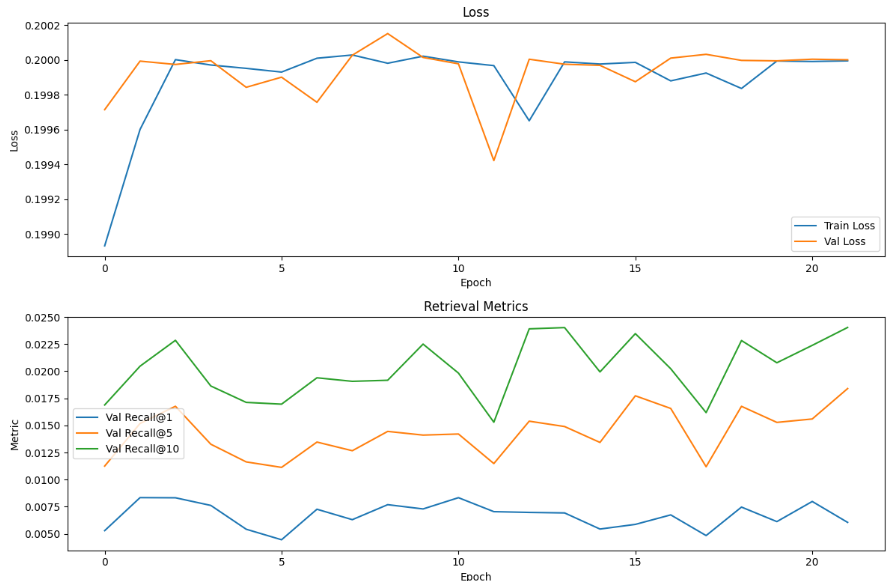 Loss
0.2002
0.2000
0.1998
0.1996
0.1994
0.1992
0.1990
Loss
Train Loss
Val Loss
0 5 10 15 20
Epoch
Retrieval Metrics
0.0250
0.0225
0.0200
0.0175
0.0150
0.0125
0.0100
0.0075
0.0050
Metric
Val Recall@1
Val Recall@5
Val Recall@10
0 5 10 15 20
Epoch